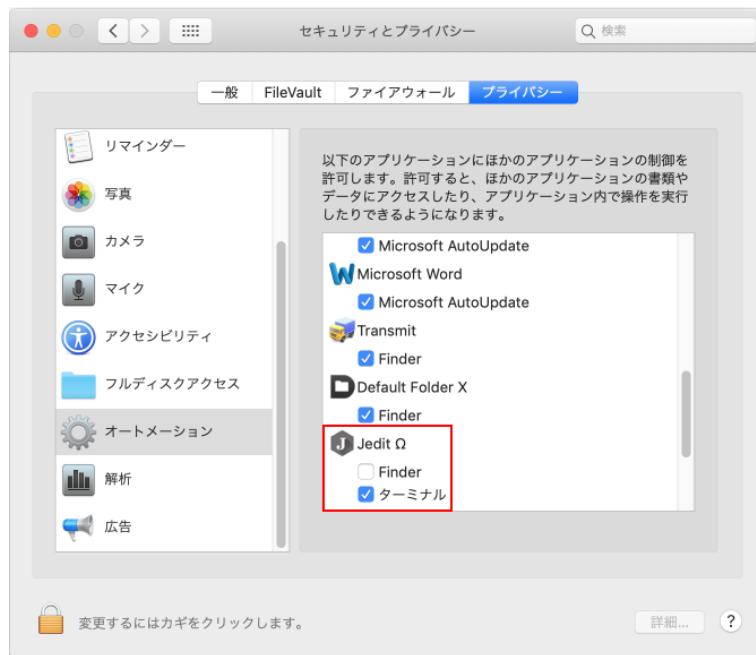 セキュリティとプライバシー
検索
一般
FileVault
ファイアウォール
プライバシー
リマインダー
写真
カメラ
マイク
アクセシビリティ
フルディスクアクセス
オートメーション
解析
広告
以下のアプリケーションにほかのアプリケーションの制御を
許可します。許可すると、ほかのアプリケーションの書類や
データにアクセスしたり、アプリケーション内で操作を実行
したりできるようになります。
Microsoft AutoUpdate
Microsoft Word
Microsoft AutoUpdate
Transmit
Finder
Default Folder X
Finder
Jedit Ω
Finder
ターミナル
変更するにはカギをクリックします。
詳細...
?